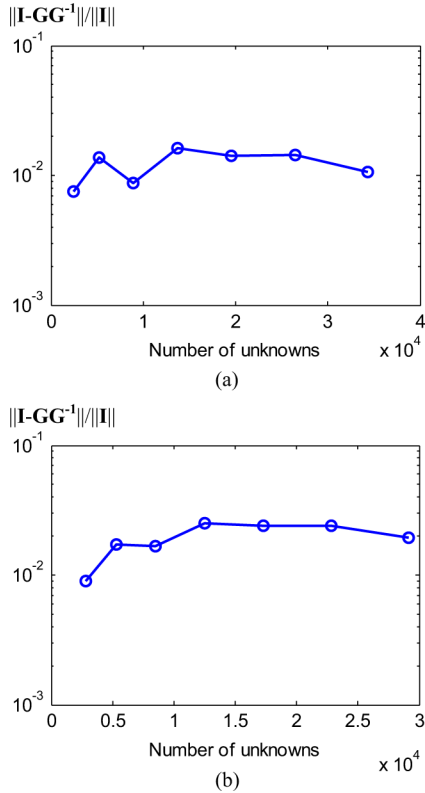 ||I-GG⁻¹||/||I||
10⁻¹
10⁻²
10⁻³
0 1 2 3 4
Number of unknowns x 10⁴
(a)
||I-GG⁻¹||/||I||
10⁻¹
10⁻²
10⁻³
0 0.5 1 1.5 2 2.5 3
Number of unknowns x 10⁴
(b)